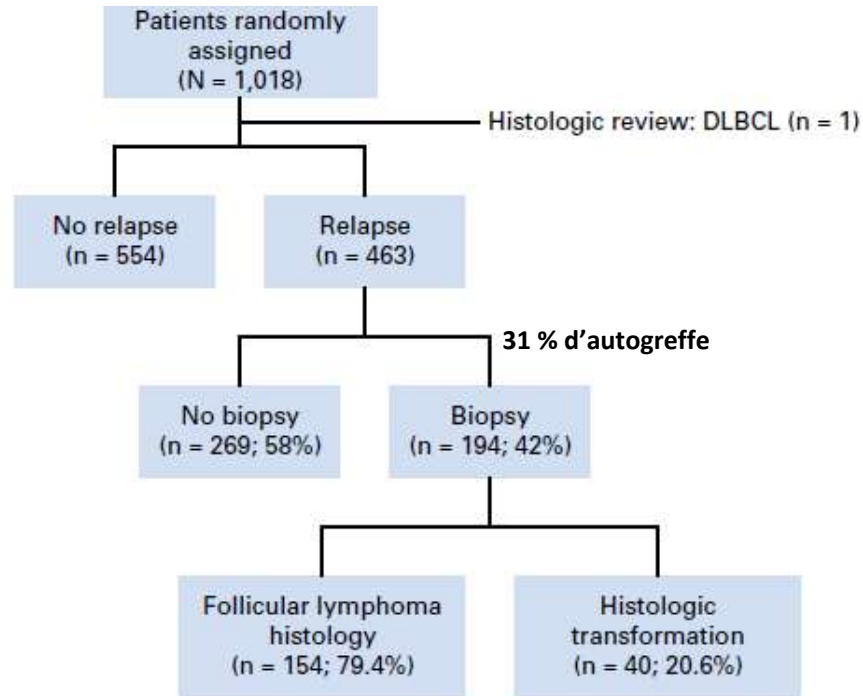 Patients randomly
assigned
(N = 1,018)
Histologic review: DLBCL (n = 1)
No relapse
(n = 554)
Relapse
(n = 463)
31 % d’autogreffe
No biopsy
(n = 269; 58%)
Biopsy
(n = 194; 42%)
Follicular lymphoma
histology
(n = 154; 79.4%)
Histologic
transformation
(n = 40; 20.6%)